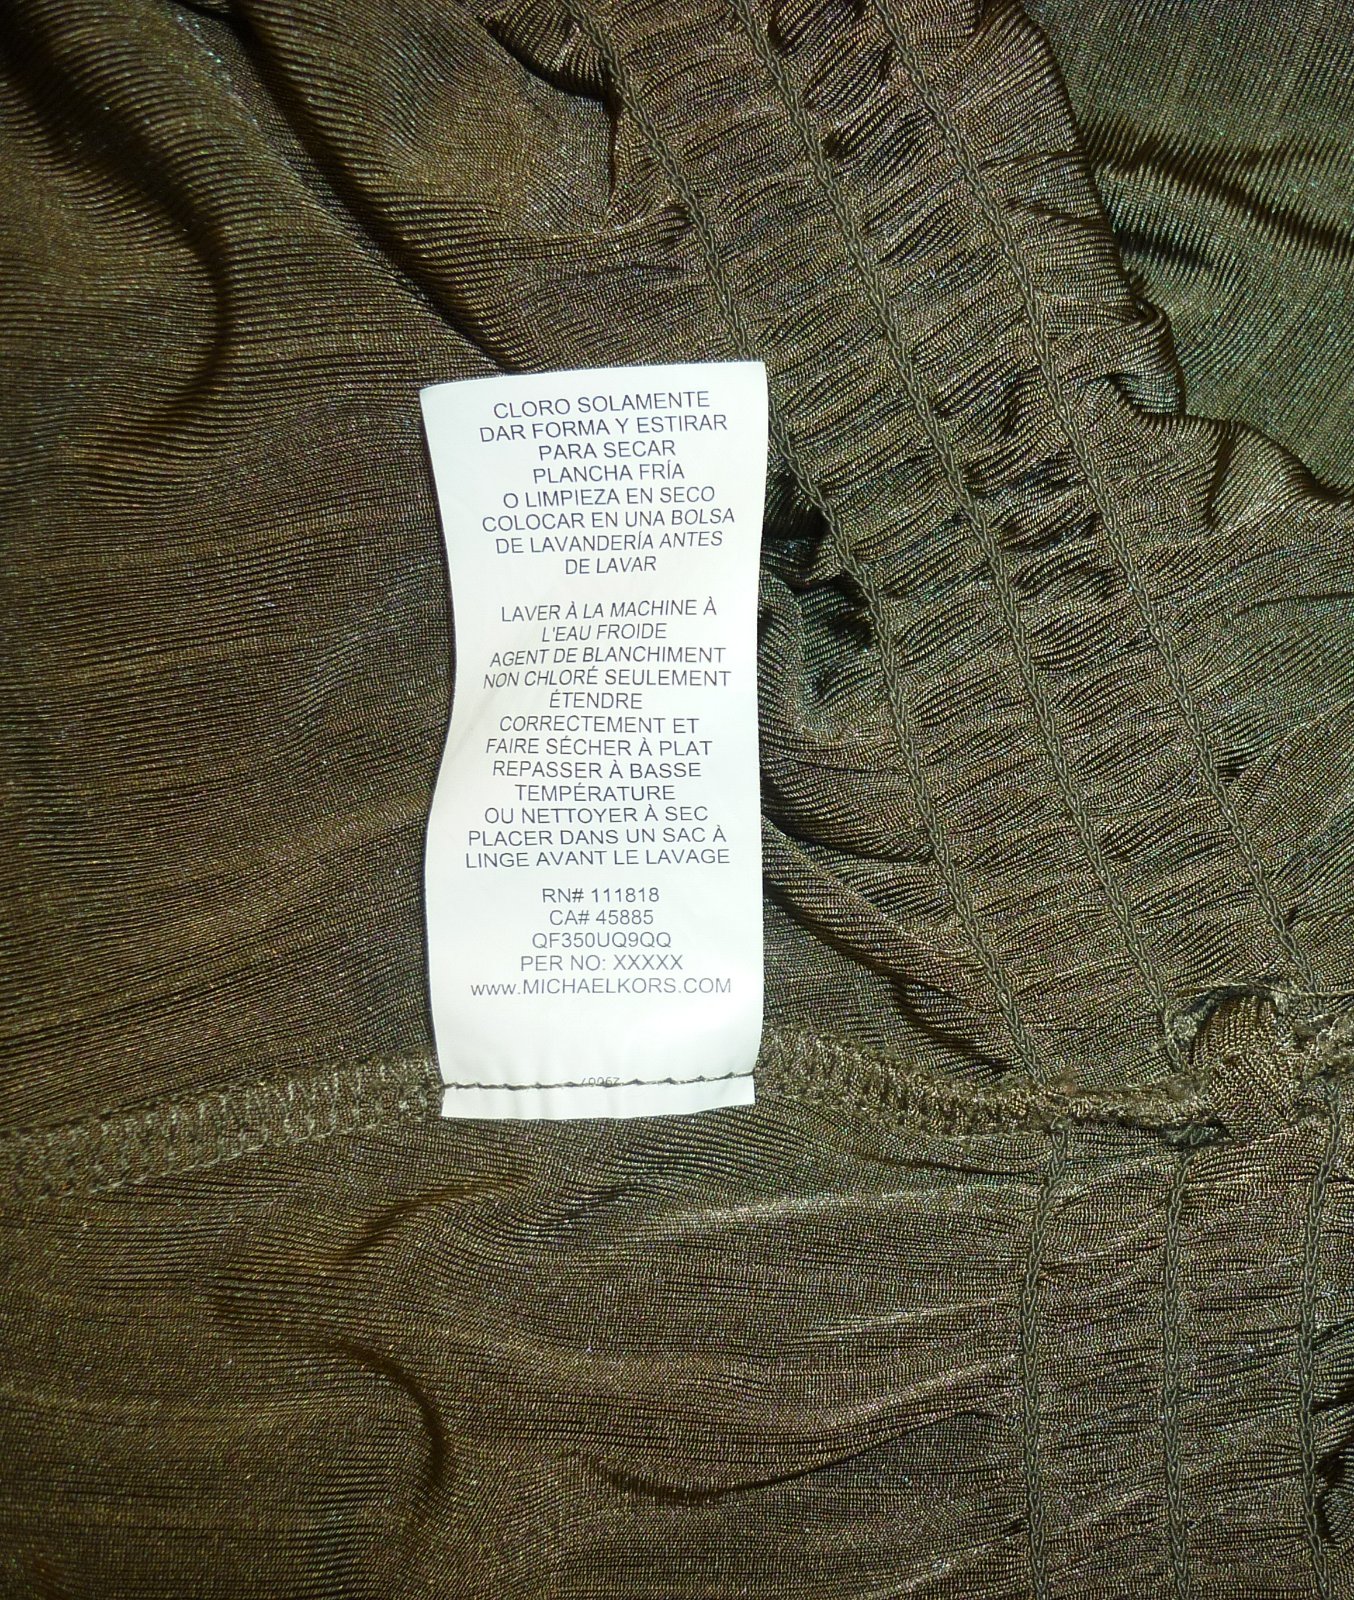 CLORO SOLAMENTE
DAR FORMA Y ESTIRAR
PARA SECAR
PLANCHA FRÍA
O LIMPIEZA EN SECO
COLOCAR EN UNA BOLSA
DE LAVANDERÍA ANTES
DE LAVAR
LAVER À LA MACHINE À
L'EAU FROIDE
AGENT DE BLANCHIMENT
NON CHLORÉ SEULEMENT
ÉTENDRE
CORRECTEMENT ET
FAIRE SÉCHER À PLAT
REPASSER À BASSE
TEMPÉRATURE
OU NETTOYER À SEC
PLACER DANS UN SAC À
LINGE AVANT LE LAVAGE
RN# 111818
CA# 45885
QF350UQ9QQ
PER NO: XXXXX
www.MICHAELKORS.COM